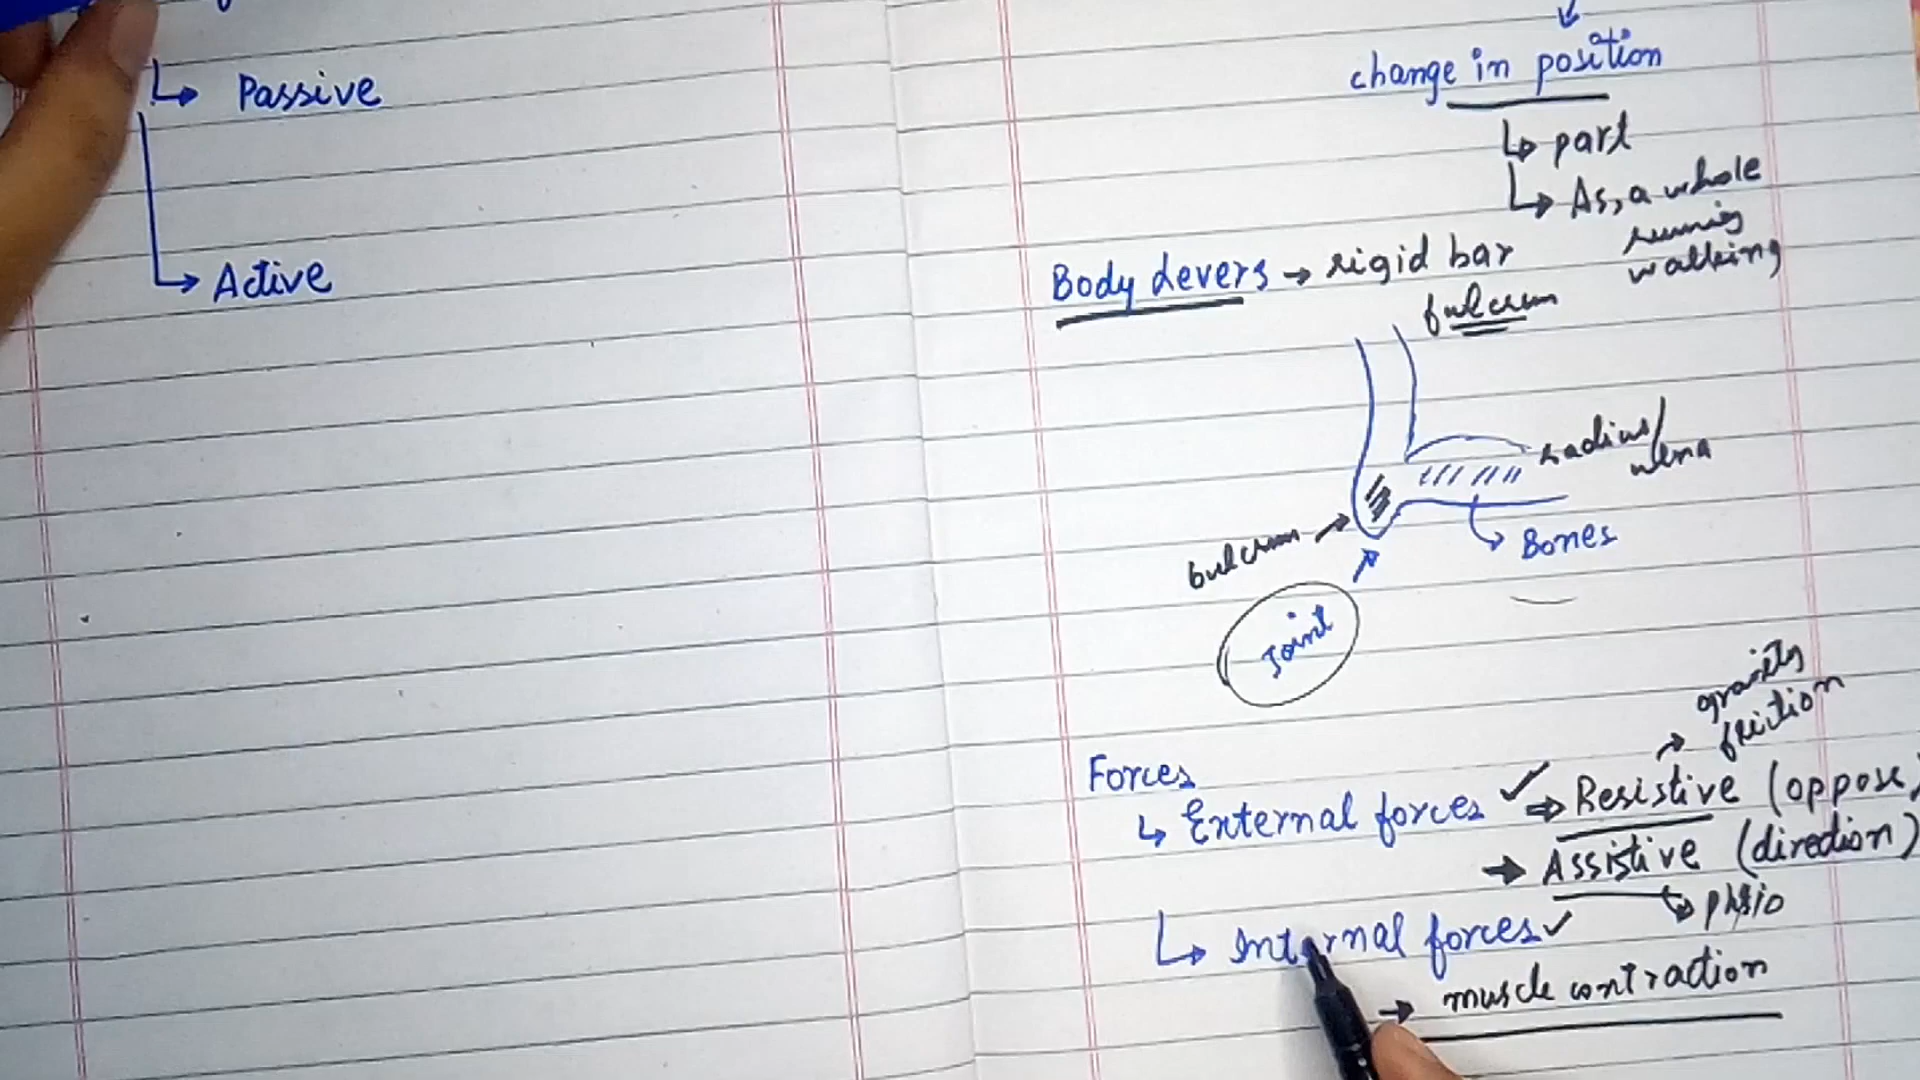 Passive
Active
change in position
part
As, a whole
running
walking
Body Levers → rigid bar
fulcrum
radius/
ulna
fulcrum
Bones
Joint
gravity
friction
Forces
External forces ✓ ⇒ Resistive (oppose)
→ Assistive (direction)
physio
Internal forces ✓
→ muscle contraction